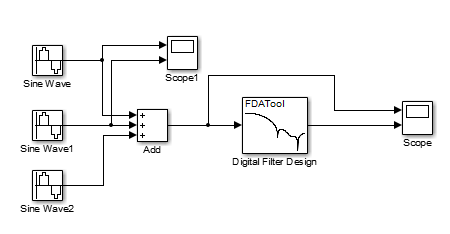 Sine Wave
Scope1
Sine Wave1
+
+
+
Add
FDATool
Digital Filter Design
Scope
Sine Wave2